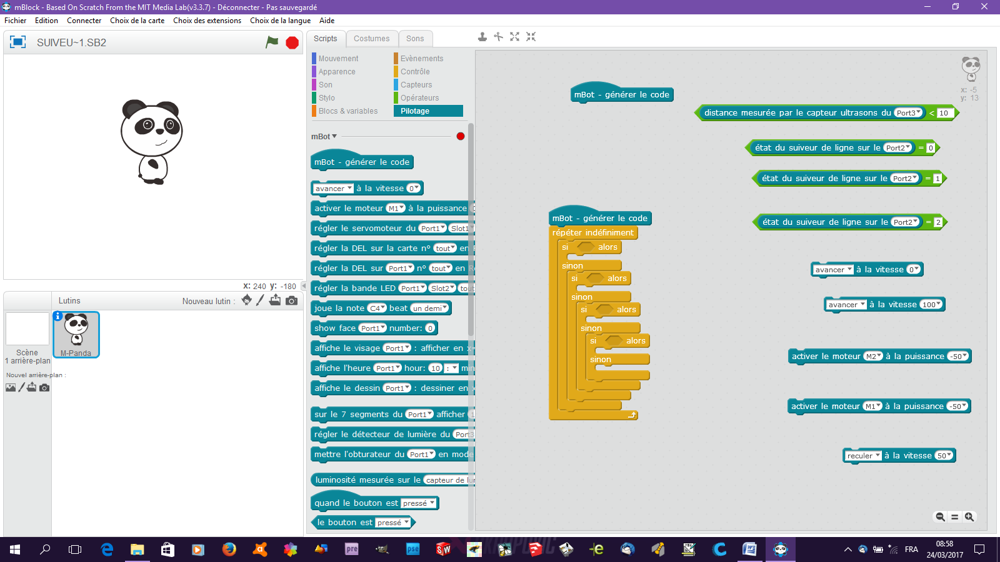 mBlock - Based On Scratch From the MIT Media Lab(v3.3.7) - Déconnecter - Pas sauvegardé
Fichier Edition Connecter Choix de la carte Choix des extensions Choix de la langue Aide
SUIVEU~1.SB2
x: 240 y: -180
Lutins
Nouveau lutin :
Scène
1 arrière-plan
Nouvel arrière-plan :
M-Panda
Scripts Costumes Sons
Mouvement Evènements
Apparence Contrôle
Son Capteurs
Stylo Opérateurs
Blocs & variables Pilotage
mBot
mBot - générer le code
avancer à la vitesse 0
activer le moteur M1 à la puissance
régler le servomoteur du Port1 Slot1
régler la DEL sur la carte n° tout en R
régler la DEL sur Port1 n° tout en R
régler la bande LED Port1 Slot2 tout
joue la note C4 beat un demi
show face Port1 number: 0
affiche le visage Port1 : afficher en x=
affiche l'heure Port1 hour: 10 : min
affiche le dessin Port1 : dessiner en x
sur le 7 segments du Port1 afficher 1
régler le détecteur de lumière du Port3
mettre l'obturateur du Port1 en mode
luminosité mesurée sur le capteur de lum
quand le bouton est pressé
le bouton est pressé
x: -5
y: 13
mBot - générer le code
distance mesurée par le capteur ultrasons du Port3 < 10
état du suiveur de ligne sur le Port2 = 0
état du suiveur de ligne sur le Port2 = 1
état du suiveur de ligne sur le Port2 = 2
mBot - générer le code
répéter indéfiniment
si alors
sinon
si alors
sinon
si alors
sinon
si alors
sinon
avancer à la vitesse 0
avancer à la vitesse 100
activer le moteur M2 à la puissance -50
activer le moteur M1 à la puissance -50
reculer à la vitesse 50
pre
pse
SW
FRA
08:58
24/03/2017